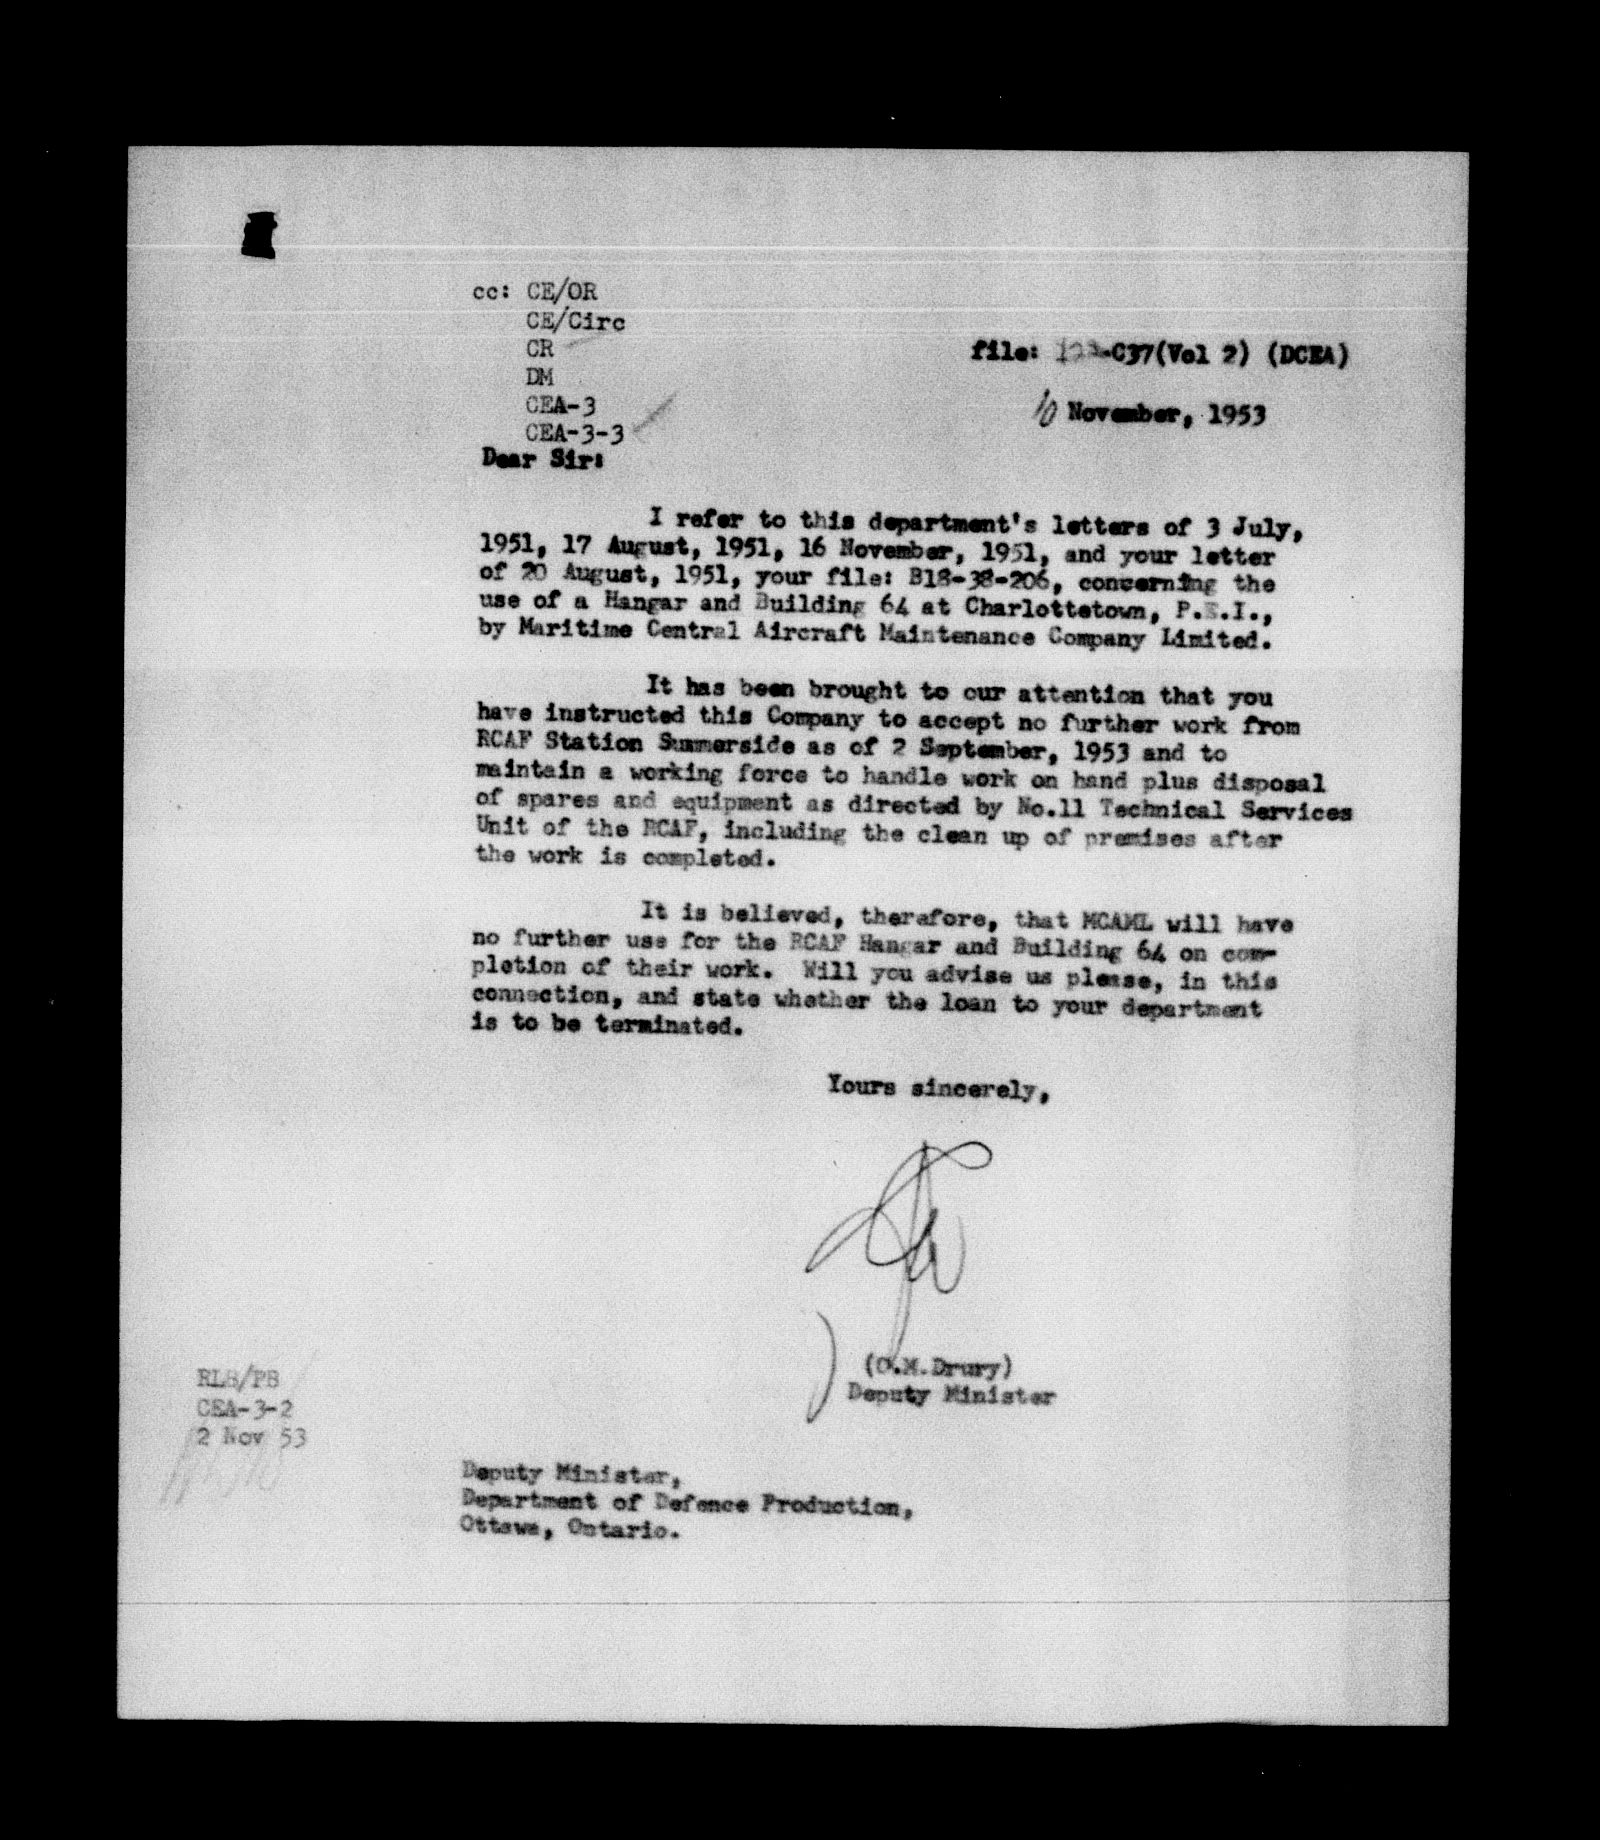 cc: CE/OR
CE/Circ
CR
DM
CEA-3
CEA-3-3
file: -C37(Vol 2) (DCEA)
10 November, 1953
Dear Sir:
I refer to this department's letters of 3 July,
1951, 17 August, 1951, 16 November, 1951, and your letter
of 20 August, 1951, your file: B18-38-206, concerning the
use of a Hangar and Building 64 at Charlottetown, P.E.I.,
by Maritime Central Aircraft Maintenance Company Limited.
It has been brought to our attention that you
have instructed this Company to accept no further work from
RCAF Station Summerside as of 2 September, 1953 and to
maintain a working force to handle work on hand plus disposal
of spares and equipment as directed by No.11 Technical Services
Unit of the RCAF, including the clean up of premises after
the work is completed.
It is believed, therefore, that MCAML will have
no further use for the RCAF Hangar and Building 64 on com-
pletion of their work. Will you advise us please, in this
connection, and state whether the loan to your department
is to be terminated.
Yours sincerely,
(C.M.Drury)
Deputy Minister
RLB/PB
CEA-3-2
2 Nov 53
Deputy Minister,
Department of Defence Production,
Ottawa, Ontario.